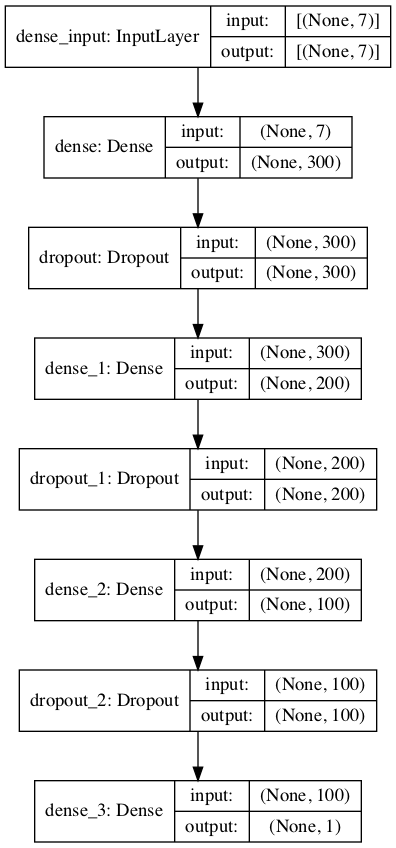 dense_input: InputLayer
input: [(None, 7)]
output: [(None, 7)]
dense: Dense
input: (None, 7)
output: (None, 300)
dropout: Dropout
input: (None, 300)
output: (None, 300)
dense_1: Dense
input: (None, 300)
output: (None, 200)
dropout_1: Dropout
input: (None, 200)
output: (None, 200)
dense_2: Dense
input: (None, 200)
output: (None, 100)
dropout_2: Dropout
input: (None, 100)
output: (None, 100)
dense_3: Dense
input: (None, 100)
output: (None, 1)